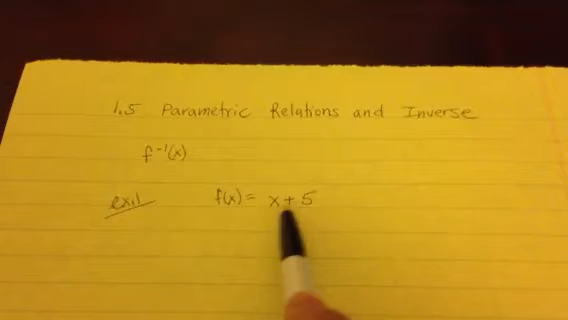 1.5 Parametric Relations and Inverse
f⁻¹(x)
ex.1 f(x) = x + 5